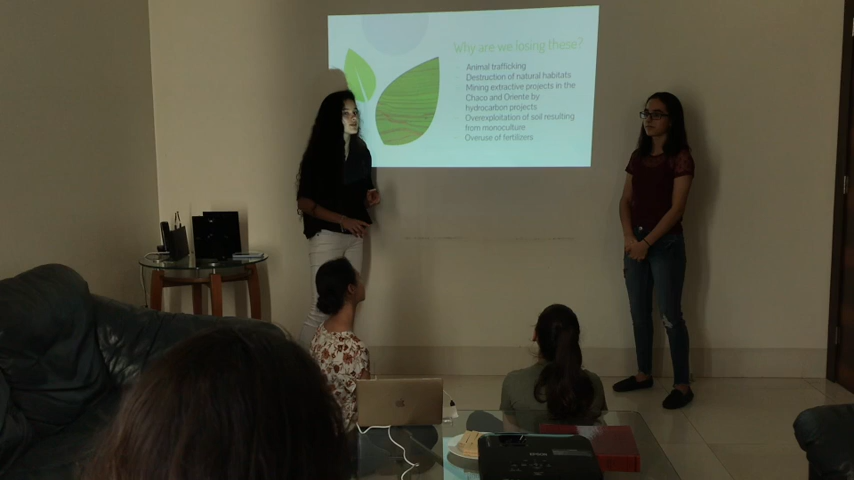 Why are we losing these?
Animal trafficking
Destruction of natural habitats
Mining extractive projects in the
Chaco and Oriente by
hydrocarbon projects
Overexploitation of soil resulting
from monoculture
Overuse of fertilizers
EPSON